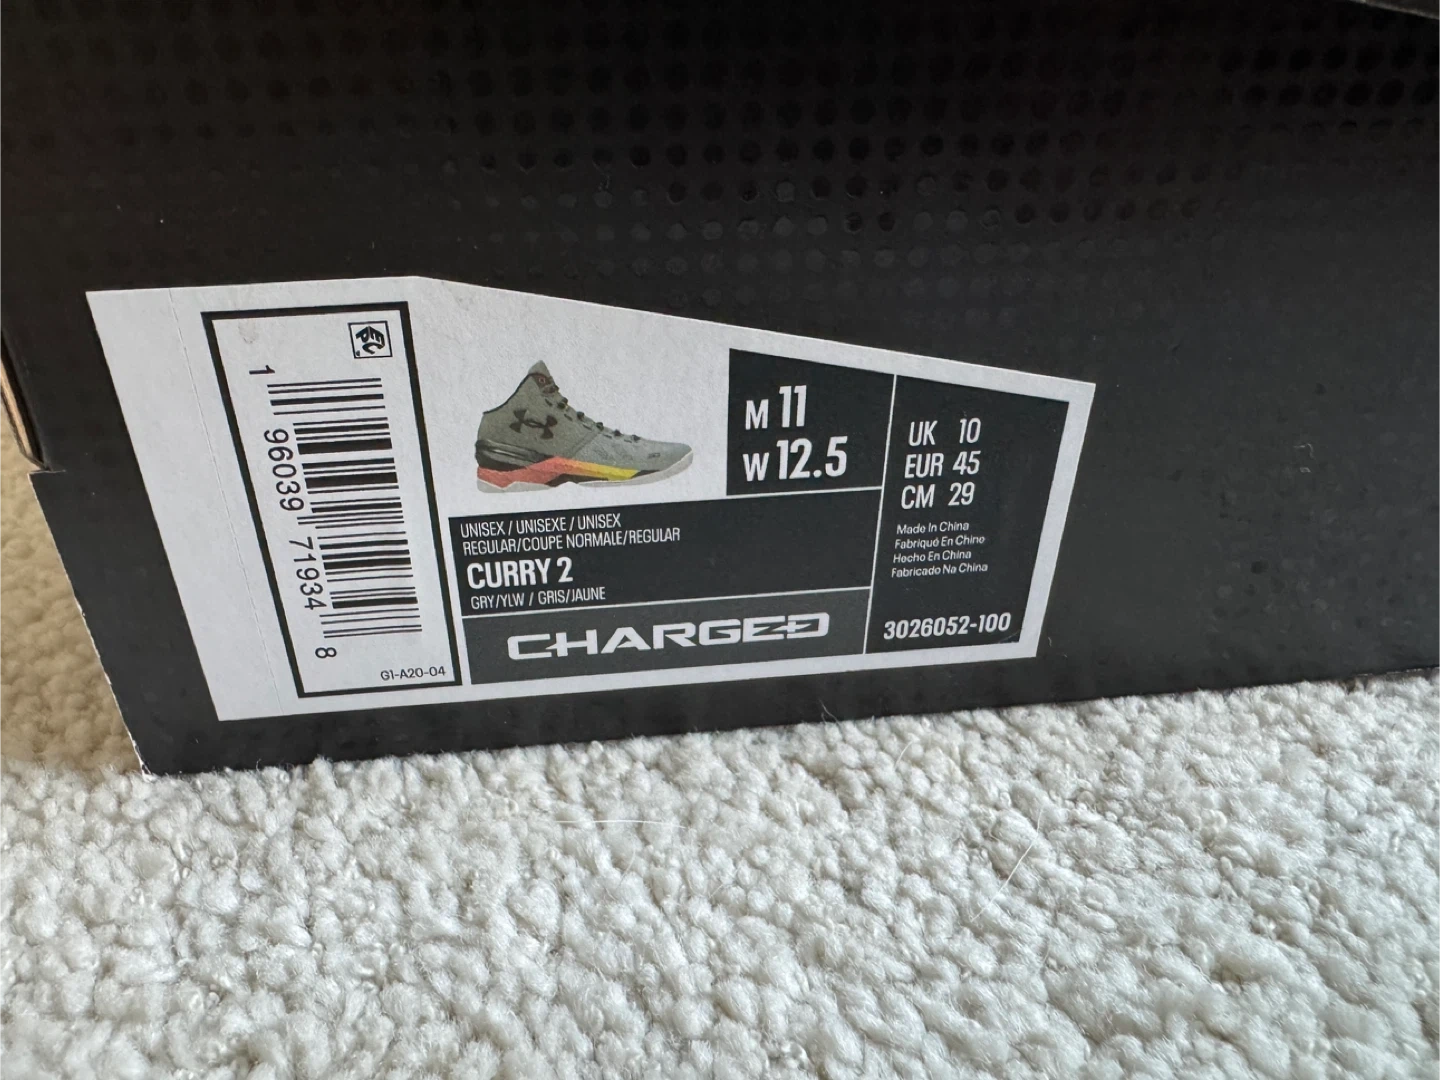 1 96039 71934 8
G1-A20-04
M 11
W 12.5
UNISEX / UNISEXE / UNISEX
REGULAR/COUPE NORMALE/REGULAR
CURRY 2
GRY/YLW / GRIS/JAUNE
CHARGED
UK 10
EUR 45
CM 29
Made In China
Fabriqué En Chine
Hecho En China
Fabricado Na China
3026052-100